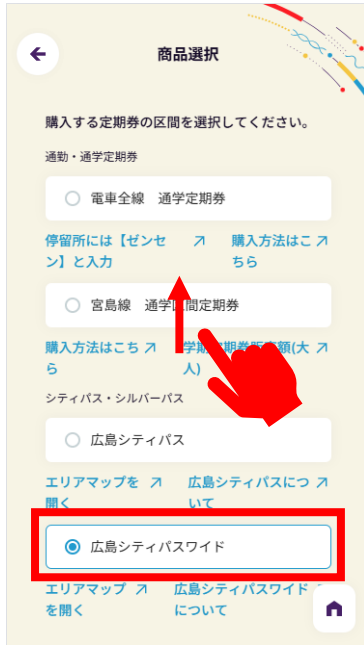 商品選択
購入する定期券の区間を選択してください。
通勤・通学定期券
電車全線　通学定期券
停留所には【ゼンセ
ン】と入力
購入方法はこ
ちら
宮島線　通学区間定期券
購入方法はこち
ら
学期定期券販売額(大
人)
シティパス・シルバーパス
広島シティパス
エリアマップを
開く
広島シティパスにつ
いて
広島シティパスワイド
エリアマップ
を開く
広島シティパスワイド
について